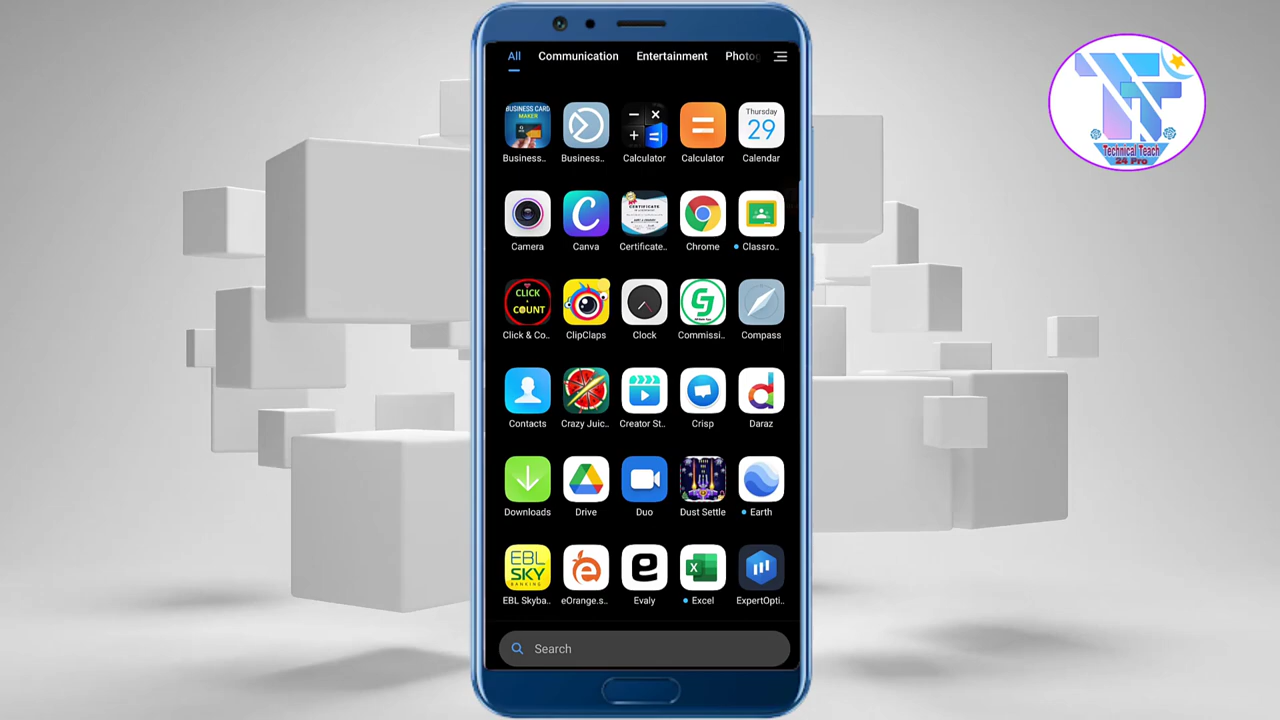 All Communication Entertainment Photog
BUSINESS CARD
MAKER
Thursday
29
Business.. Business.. Calculator Calculator Calendar
CERTIFICATE
Camera Canva Certificate.. Chrome Classro..
CLICK
COUNT
Click & Co.. ClipClaps Clock Commissi.. Compass
Contacts Crazy Juic.. Creator St.. Crisp Daraz
Downloads Drive Duo Dust Settle Earth
EBL
SKY
BANKING
EBL Skyba.. eOrange.s.. Evaly Excel ExpertOpti..
Search
Technical Teach
24 Pro